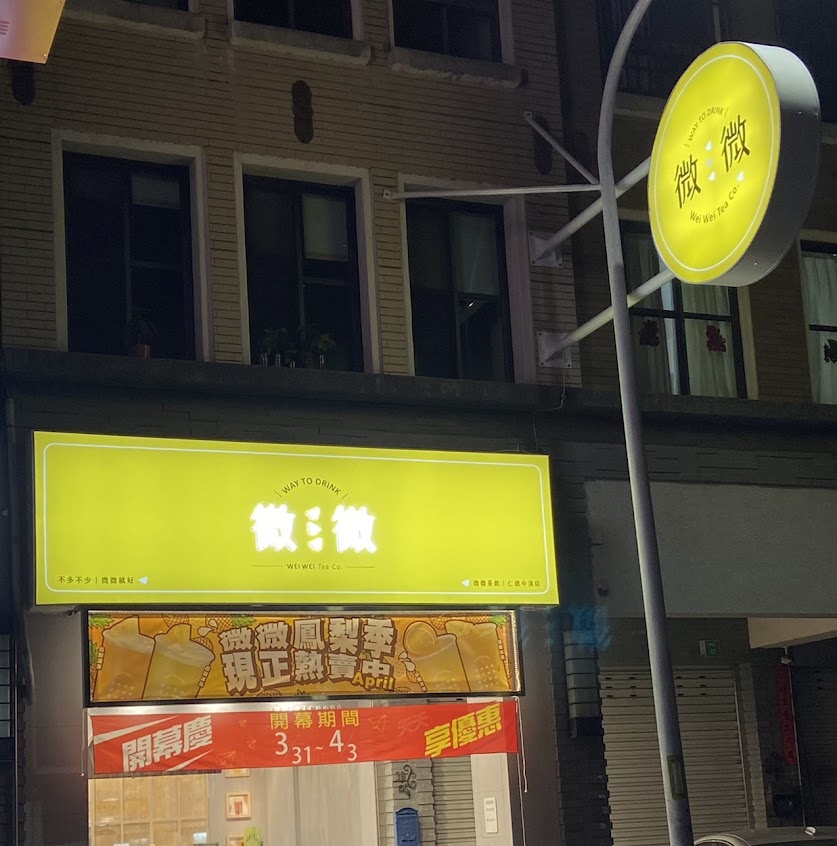 WAY TO DRINK
微微
Wei Wei Tea Co.
WAY TO DRINK
微微
WEI WEI Tea Co.
不多不少 | 微微就好
微微茶飲 | 仁德中清店
微微鳳梨季
現正熱賣中
April
開幕慶
開幕期間
3/31~4/3
享優惠